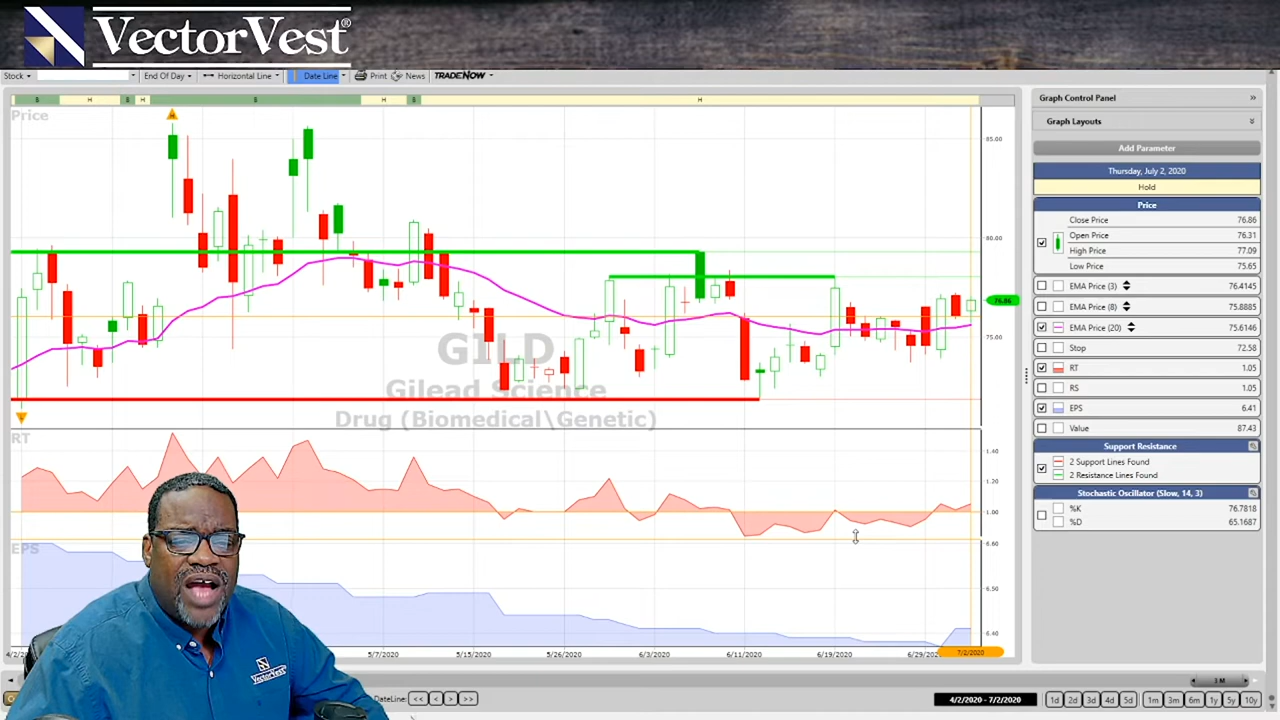 VectorVest®
Stock End Of Day Horizontal Line Date Line Print News TRADENOW
S H S H S H S H
Price
85.00
80.00
76.86
75.00
GILD
Gilead Science
Drug (Biomedical\Genetic)
RT
1.40
1.20
1.00
EPS
6.60
6.50
6.40
5/7/2020 5/15/2020 5/26/2020 6/3/2020 6/11/2020 6/19/2020 7/2/2020
DateLine: << < > >>
3 M
4/2/2020 - 7/2/2020 1d 2d 3d 4d 5d 1m 3m 6m 1y 5y 10y
Graph Control Panel
Graph Layouts
Add Parameter
Thursday, July 2, 2020
Hold
Price
Close Price 76.86
Open Price 76.31
High Price 77.09
Low Price 75.65
EMA Price (3) 76.4145
EMA Price (8) 75.8885
EMA Price (20) 75.6146
Stop 72.58
RT 1.05
RS 1.05
EPS 6.41
Value 87.43
Support Resistance
2 Support Lines Found
2 Resistance Lines Found
Stochastic Oscillator (Slow, 14, 3)
%K 76.7818
%D 65.1687
VectorVest